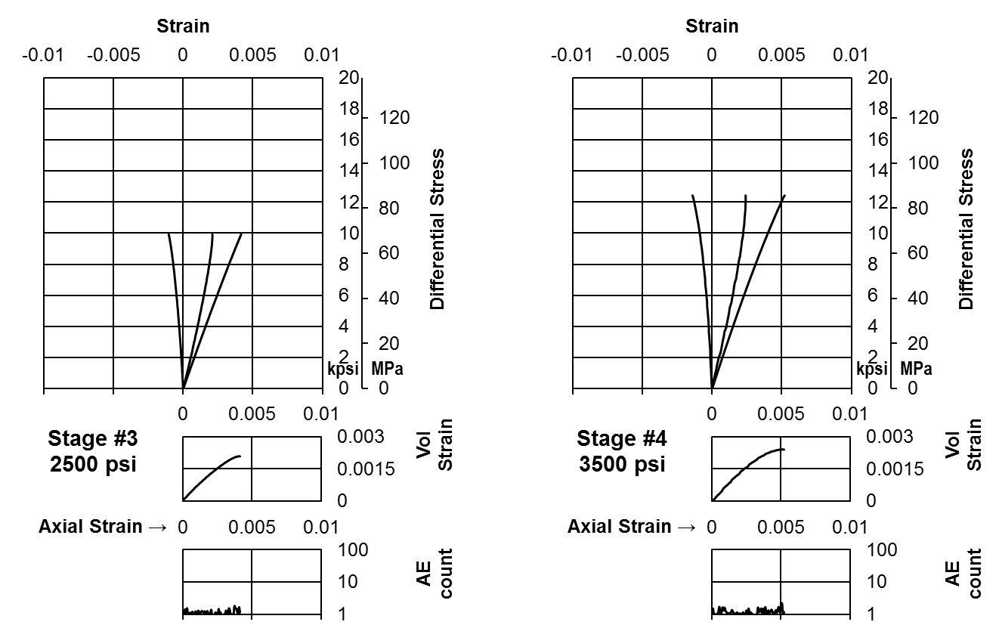 Strain
-0.01 -0.005 0 0.005 0.01
20
18
16
14
12
10
8
6
4
2
0
kpsi
120
100
80
60
40
20
0
MPa
Differential Stress
0 0.005 0.01
Stage #3
2500 psi
0.003
0.0015
0
Vol
Strain
Axial Strain → 0 0.005 0.01
100
10
1
AE
count
Strain
-0.01 -0.005 0 0.005 0.01
20
18
16
14
12
10
8
6
4
2
0
kpsi
120
100
80
60
40
20
0
MPa
Differential Stress
0 0.005 0.01
Stage #4
3500 psi
0.003
0.0015
0
Vol
Strain
Axial Strain → 0 0.005 0.01
100
10
1
AE
count